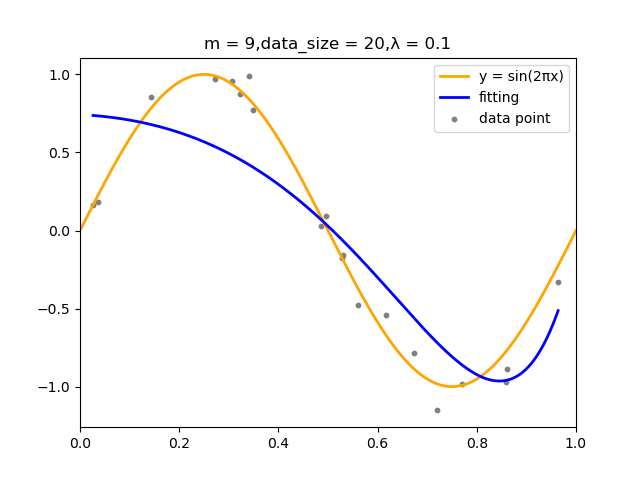 m = 9,data_size = 20,λ = 0.1
y = sin(2πx)
fitting
data point
1.0
0.5
0.0
−0.5
−1.0
0.0 0.2 0.4 0.6 0.8 1.0